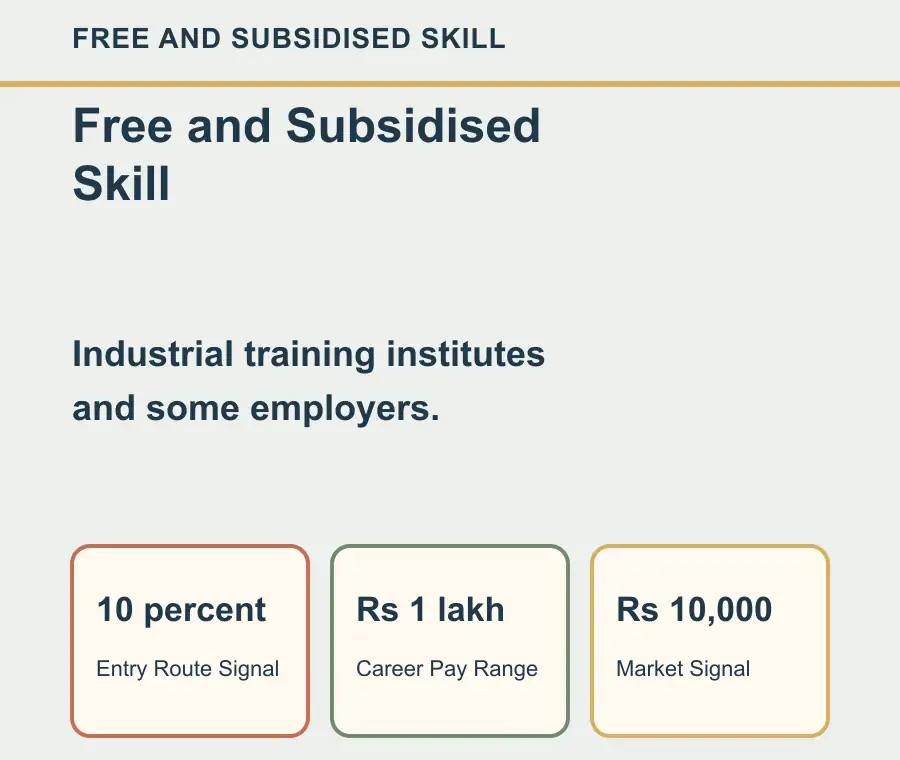 FREE AND SUBSIDISED SKILL
Free and Subsidised
Skill
Industrial training institutes
and some employers.
10 percent
Entry Route Signal
Rs 1 lakh
Career Pay Range
Rs 10,000
Market Signal